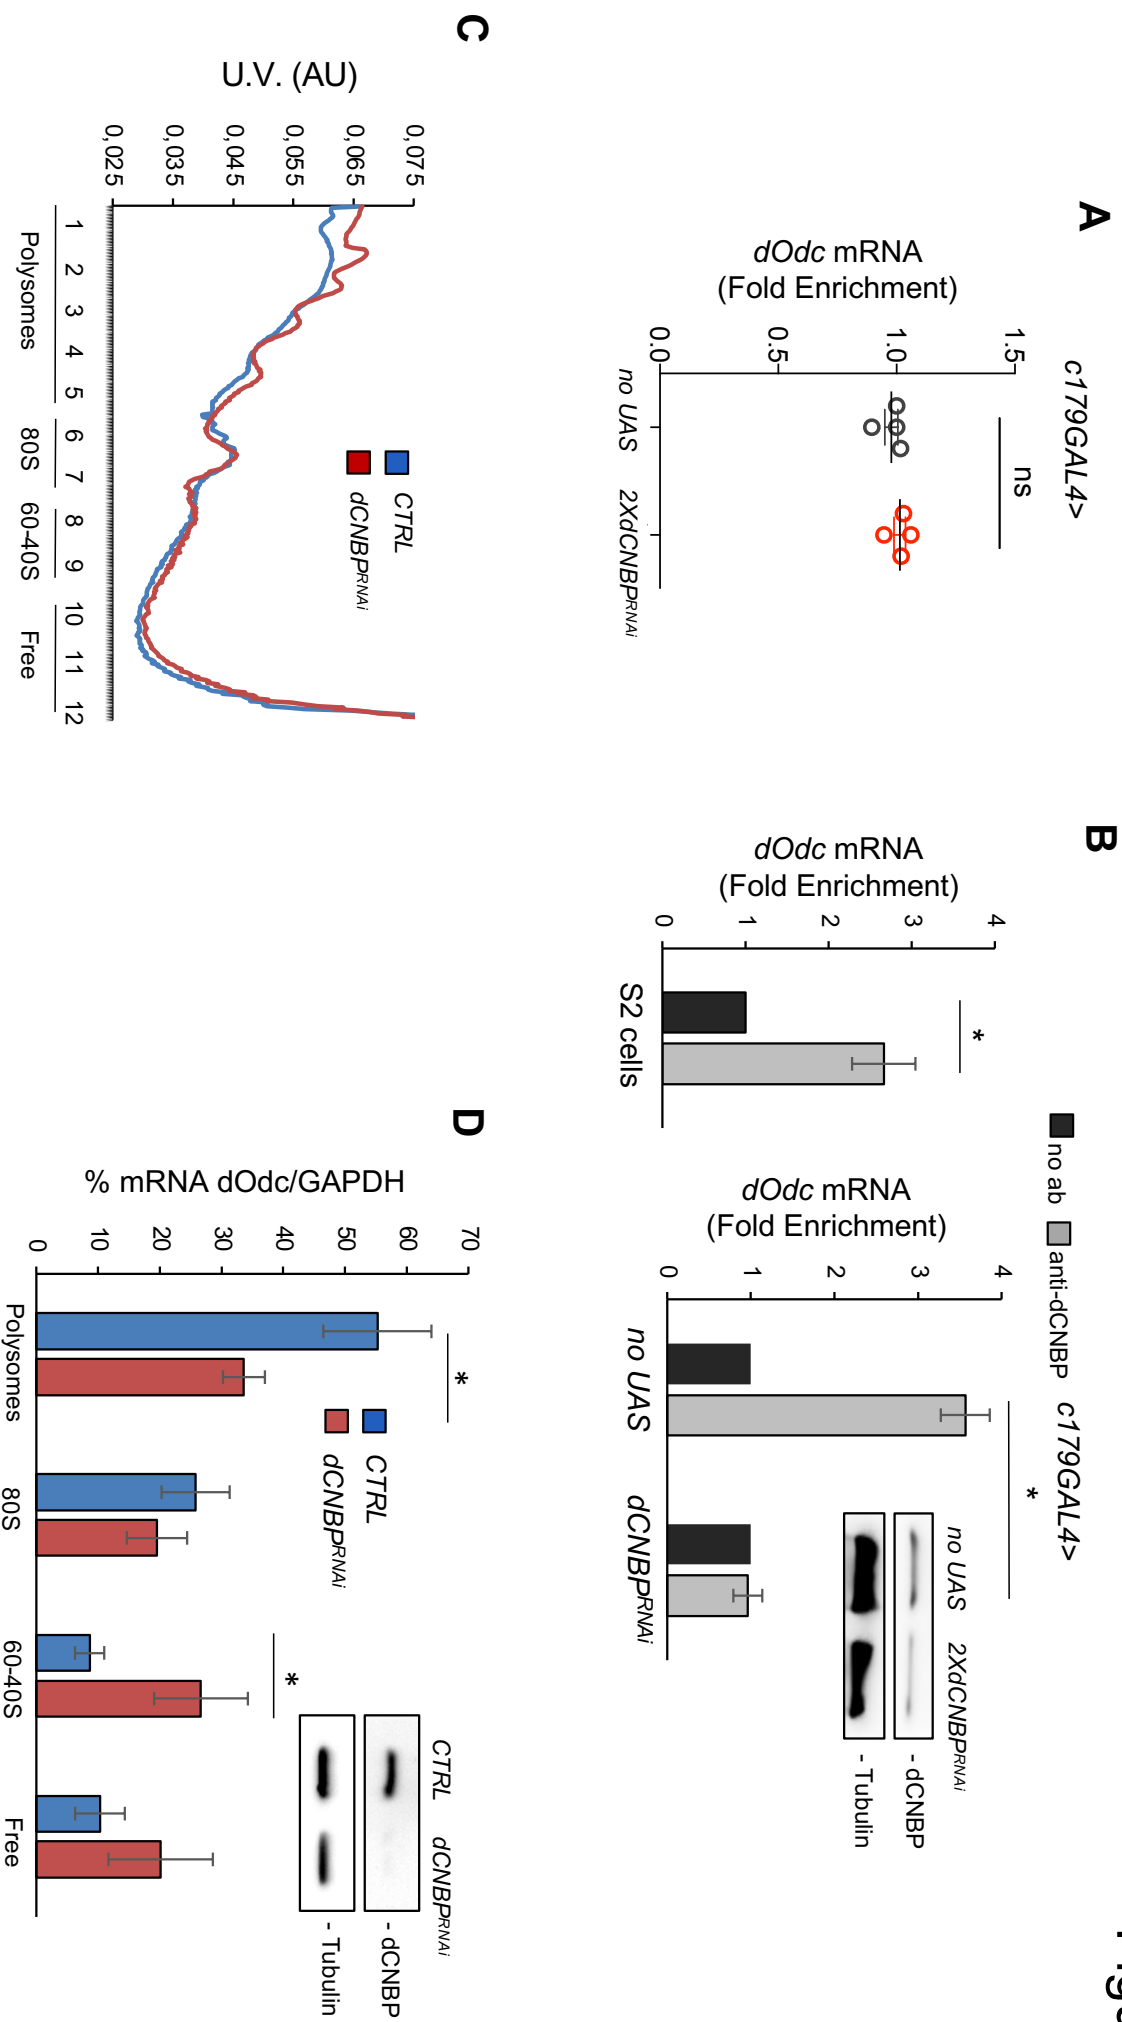 A
c179GAL4>
ns
dOdc mRNA
(Fold Enrichment)
1.5
1.0
0.5
0.0
no UAS
2XdCNBPRNAi
B
no ab
anti-dCNBP
c179GAL4>
dOdc mRNA
(Fold Enrichment)
4
3
2
1
0
*
S2 cells
dOdc mRNA
(Fold Enrichment)
4
3
2
1
0
*
no UAS
dCNBPRNAi
no UAS
2XdCNBPRNAi
- dCNBP
- Tubulin
C
U.V. (AU)
0,075
0,065
0,055
0,045
0,035
0,025
CTRL
dCNBPRNAi
1 2 3 4 5 6 7 8 9 10 11 12
Polysomes
80S
60-40S
Free
D
% mRNA dOdc/GAPDH
70
60
50
40
30
20
10
0
*
CTRL
dCNBPRNAi
*
CTRL
dCNBPRNAi
- dCNBP
- Tubulin
Polysomes
80S
60-40S
Free